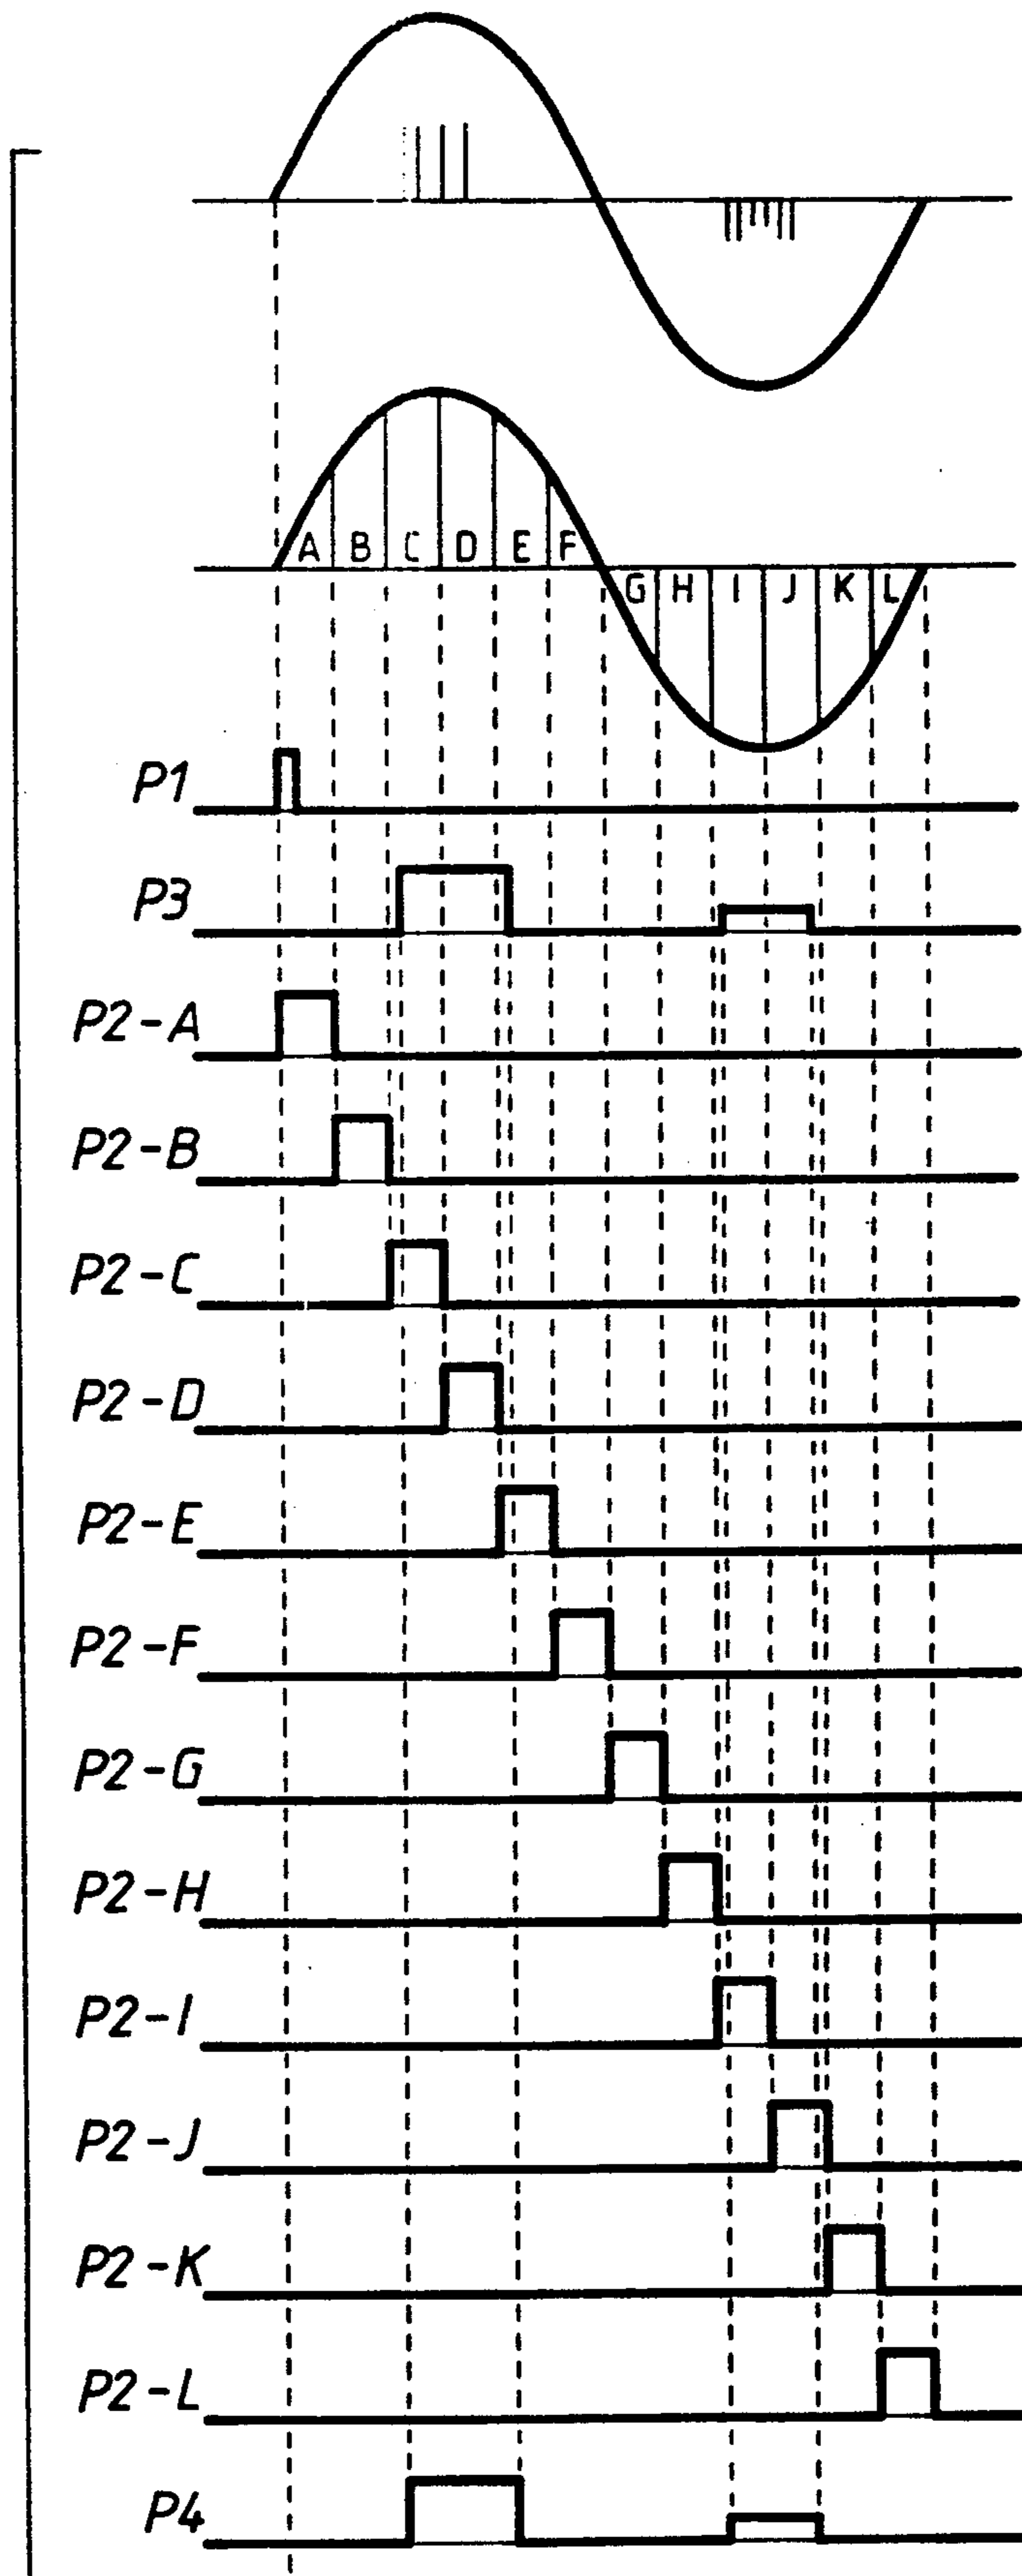 A B C D E F
G H I J K L
P1
P3
P2-A
P2-B
P2-C
P2-D
P2-E
P2-F
P2-G
P2-H
P2-I
P2-J
P2-K
P2-L
P4